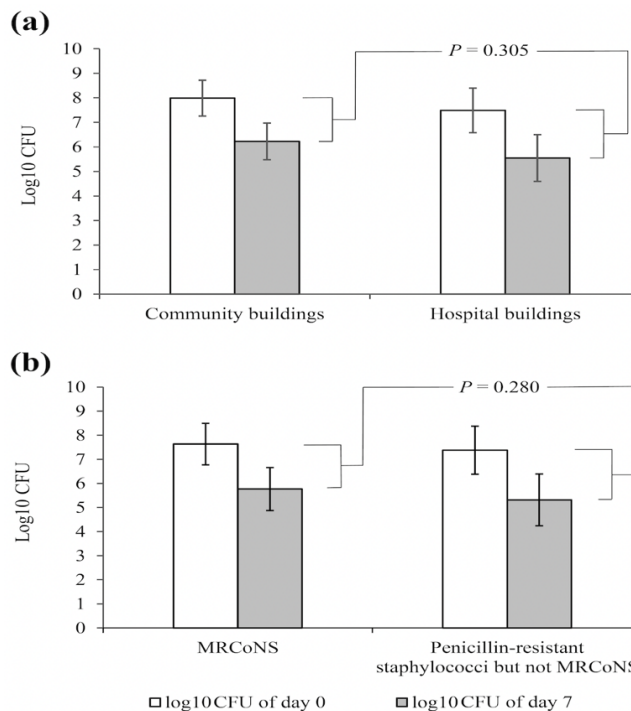 (a)
10
9
8
7
6
5
4
3
2
1
0
Log10 CFU
P = 0.305
Community buildings
Hospital buildings
(b)
10
9
8
7
6
5
4
3
2
1
0
Log10 CFU
P = 0.280
MRCoNS
Penicillin-resistant
staphylococci but not MRCoNS
log10 CFU of day 0
log10 CFU of day 7